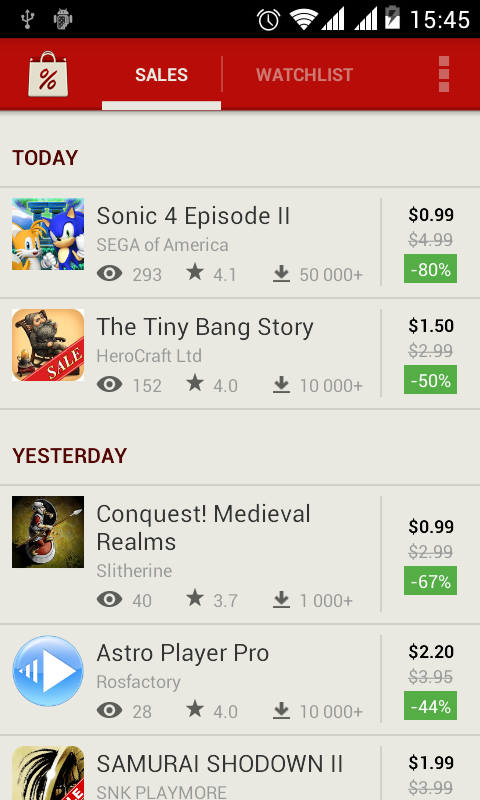 15:45
%
SALES
WATCHLIST
TODAY
Sonic 4 Episode II
SEGA of America
293 4.1 50 000+
$0.99
$4.99
-80%
SALE
The Tiny Bang Story
HeroCraft Ltd
152 4.0 10 000+
$1.50
$2.99
-50%
YESTERDAY
Conquest! Medieval
Realms
Slitherine
40 3.7 1 000+
$0.99
$2.99
-67%
Astro Player Pro
Rosfactory
28 4.0 10 000+
$2.20
$3.95
-44%
SAMURAI SHODOWN II
SNK PLAYMORE
$1.99
$3.99